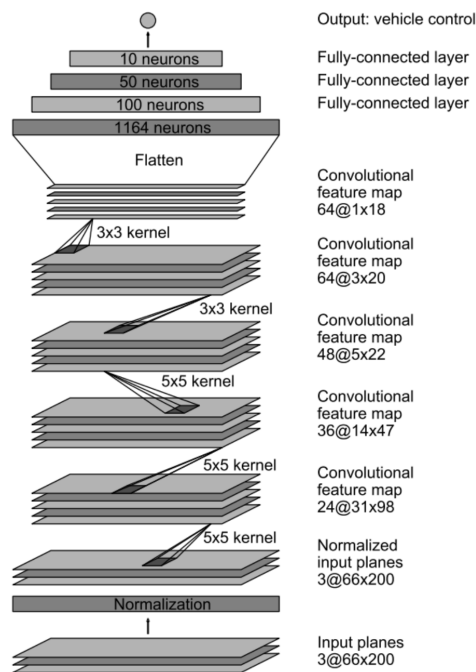 Output: vehicle control
10 neurons
Fully-connected layer
50 neurons
Fully-connected layer
100 neurons
Fully-connected layer
1164 neurons
Flatten
Convolutional
feature map
64@1x18
3x3 kernel
Convolutional
feature map
64@3x20
3x3 kernel
Convolutional
feature map
48@5x22
5x5 kernel
Convolutional
feature map
36@14x47
5x5 kernel
Convolutional
feature map
24@31x98
5x5 kernel
Normalized
input planes
3@66x200
Normalization
Input planes
3@66x200